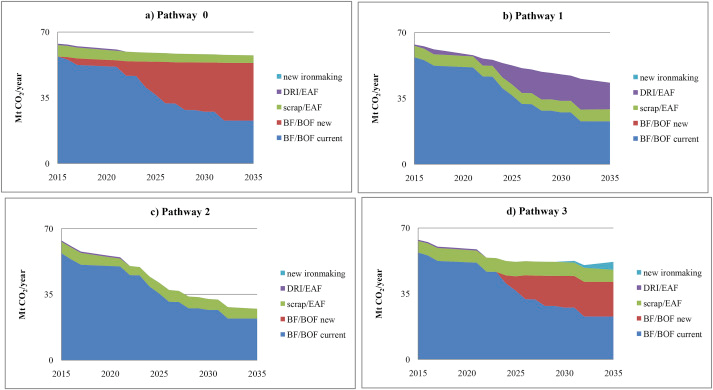 a) Pathway 0
70
35
0
Mt CO2/year
2015 2020 2025 2030 2035
new ironmaking
DRI/EAF
scrap/EAF
BF/BOF new
BF/BOF current
b) Pathway 1
70
35
0
Mt CO2/year
2015 2020 2025 2030 2035
new ironmaking
DRI/EAF
scrap/EAF
BF/BOF new
BF/BOF current
c) Pathway 2
70
35
0
Mt CO2/year
2015 2020 2025 2030 2035
new ironmaking
DRI/EAF
scrap/EAF
BF/BOF new
BF/BOF current
d) Pathway 3
70
35
0
Mt CO2/year
2015 2020 2025 2030 2035
new ironmaking
DRI/EAF
scrap/EAF
BF/BOF new
BF/BOF current